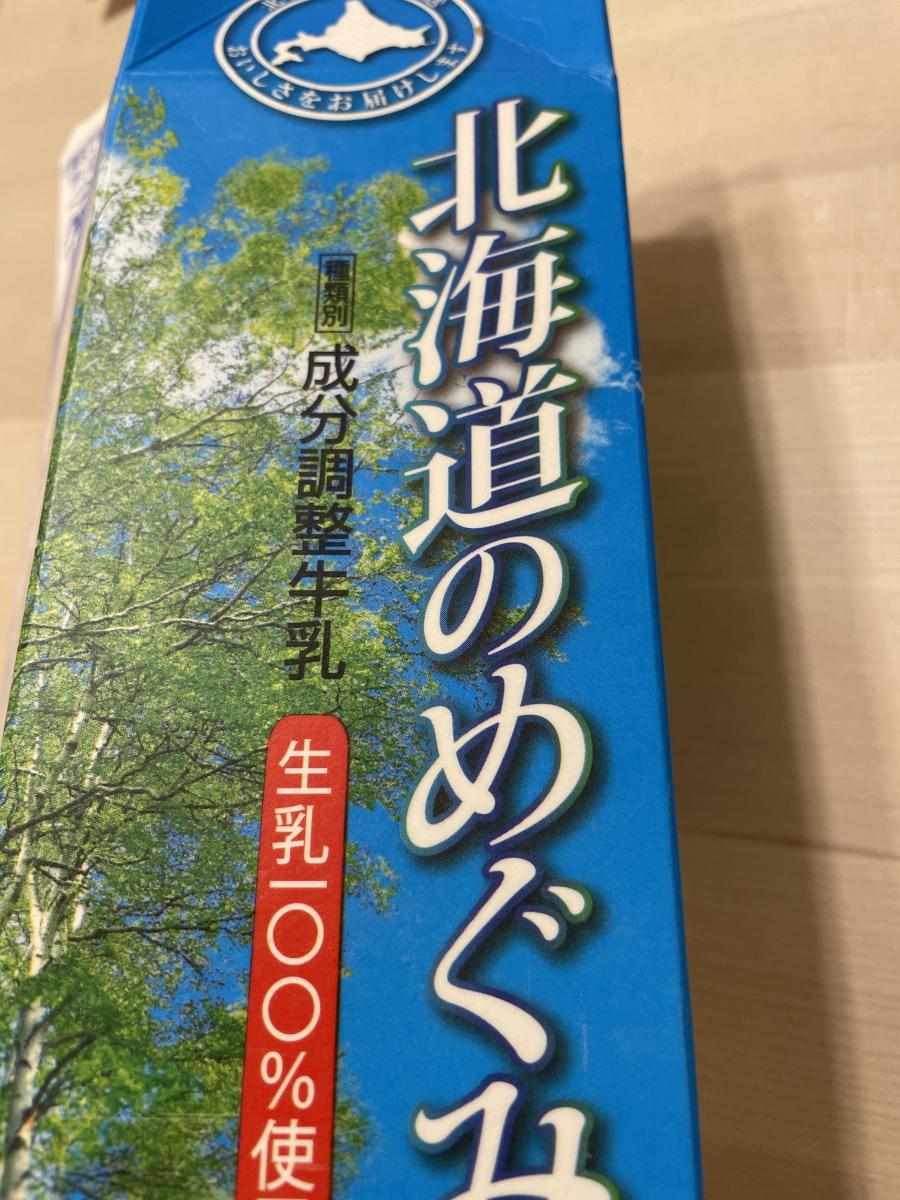 おいしさをお届けします
北海道のめぐみ
種類別
成分調整牛乳
生乳一〇〇%使